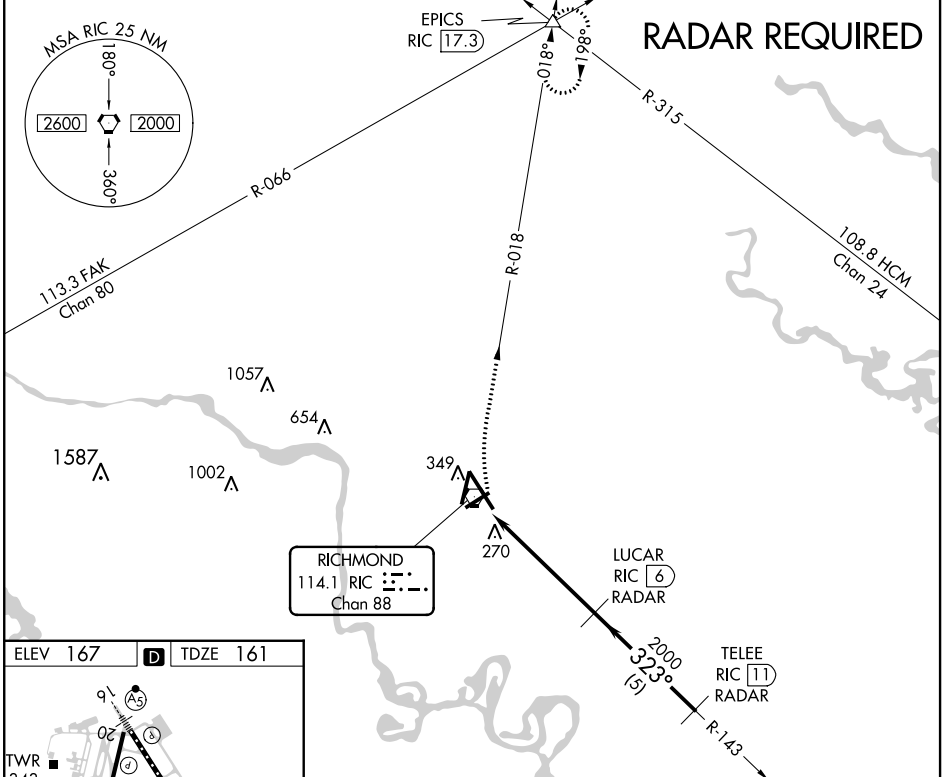 EPICS
RIC 17.3
RADAR REQUIRED
MSA RIC 25 NM
180°
2600
2000
360°
018°
198°
R-315
R-066
R-018
113.3 FAK
Chan 80
108.8 HCM
Chan 24
1057
654
1587
1002
349
270
RICHMOND
114.1 RIC
Chan 88
LUCAR
RIC 6
RADAR
2000
323°
(5)
TELEE
RIC 11
RADAR
R-143
ELEV 167
D
TDZE 161
16
A5
20
P
P
TWR